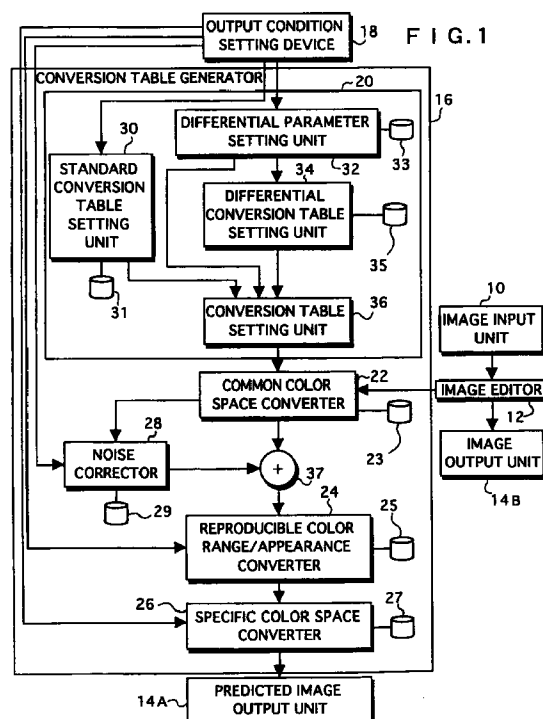 OUTPUT CONDITION
SETTING DEVICE
18
FIG.1
CONVERSION TABLE GENERATOR
20
16
30
DIFFERENTIAL PARAMETER
SETTING UNIT
32
33
STANDARD
CONVERSION
TABLE
SETTING
UNIT
34
DIFFERENTIAL
CONVERSION TABLE
SETTING UNIT
35
31
CONVERSION TABLE
SETTING UNIT
36
10
IMAGE INPUT
UNIT
22
COMMON COLOR
SPACE CONVERTER
IMAGE EDITOR
12
28
NOISE
CORRECTOR
23
IMAGE
OUTPUT UNIT
14B
+
37
29
24
25
REPRODUCIBLE COLOR
RANGE/APPEARANCE
CONVERTER
26
27
SPECIFIC COLOR SPACE
CONVERTER
14A
PREDICTED IMAGE
OUTPUT UNIT